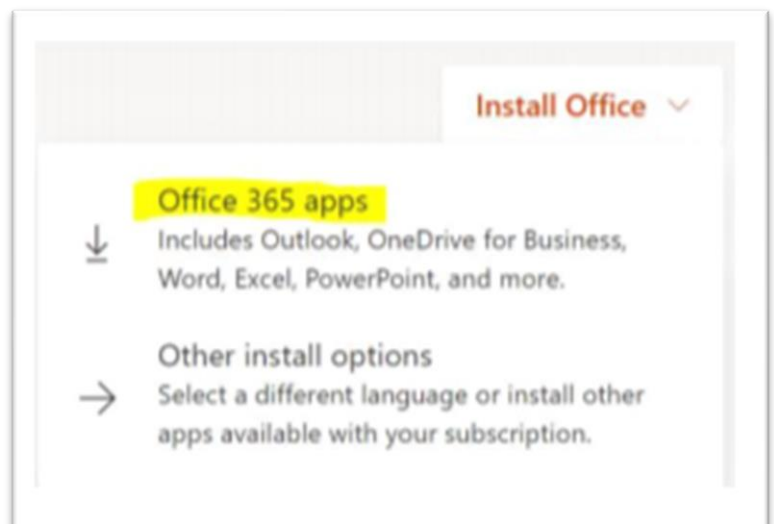 Install Office
Office 365 apps
Includes Outlook, OneDrive for Business,
Word, Excel, PowerPoint, and more.
Other install options
Select a different language or install other
apps available with your subscription.